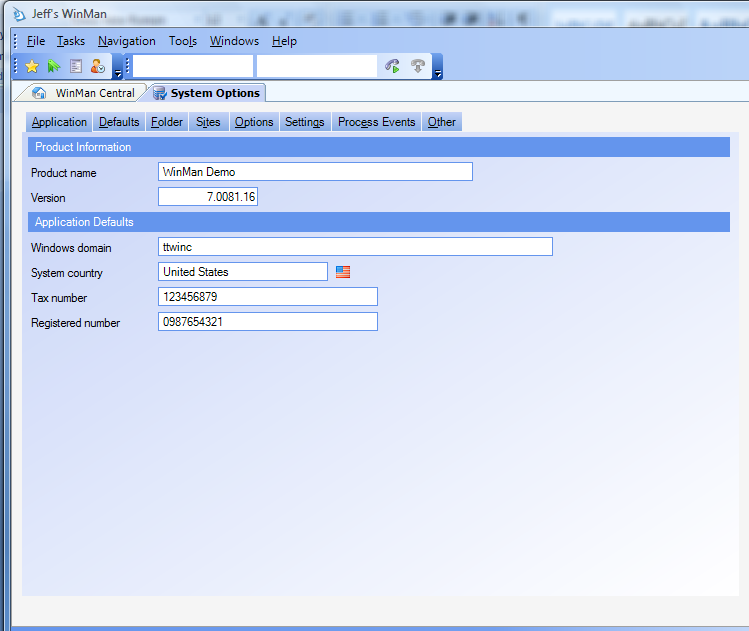 Jeff's WinMan
File Tasks Navigation Tools Windows Help
WinMan Central System Options
Application Defaults Folder Sites Options Settings Process Events Other
Product Information
Product name WinMan Demo
Version 7.0081.16
Application Defaults
Windows domain ttwinc
System country United States
Tax number 123456879
Registered number 0987654321